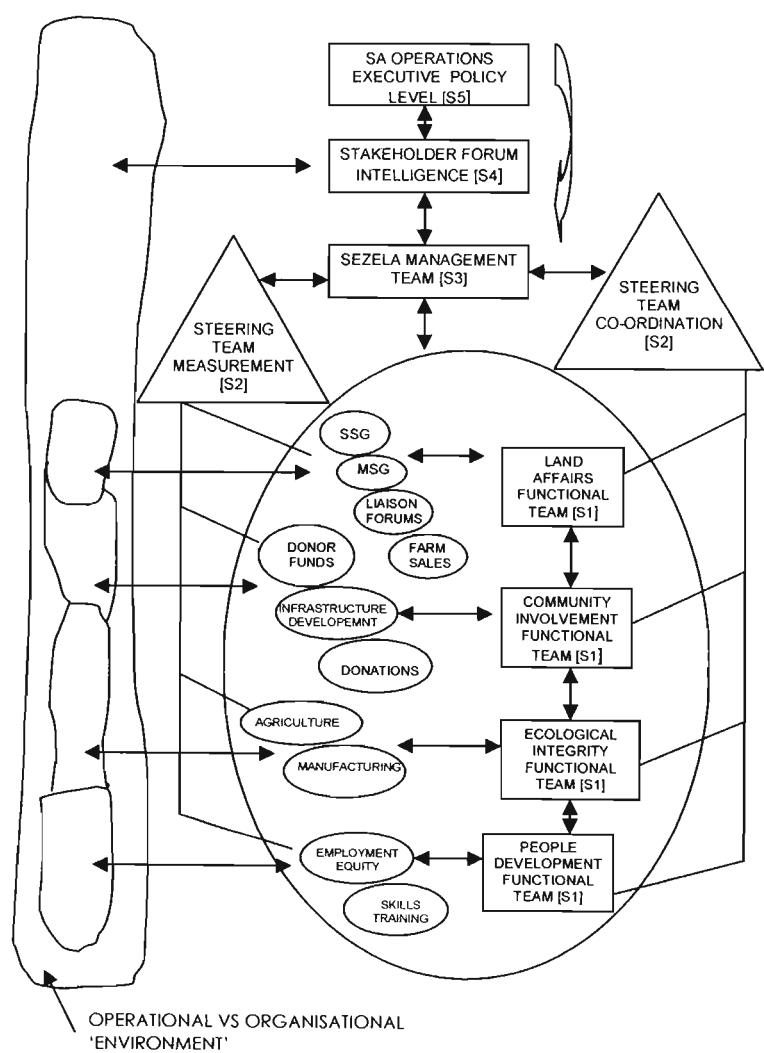 SA OPERATIONS
EXECUTIVE POLICY
LEVEL [S5]
STAKEHOLDER FORUM
INTELLIGENCE [S4]
SEZELA MANAGEMENT
TEAM [S3]
STEERING
TEAM
MEASUREMENT
[S2]
STEERING
TEAM
CO-ORDINATION
[S2]
SSG
MSG
LIAISON
FORUMS
FARM
SALES
LAND
AFFAIRS
FUNCTIONAL
TEAM [S1]
DONOR
FUNDS
INFRASTRUCTURE
DEVELOPEMNT
DONATIONS
COMMUNITY
INVOLVEMENT
FUNCTIONAL
TEAM [S1]
AGRICULTURE
MANUFACTURING
ECOLOGICAL
INTEGRITY
FUNCTIONAL
TEAM [S1]
EMPLOYMENT
EQUITY
SKILLS
TRAINING
PEOPLE
DEVELOPMENT
FUNCTIONAL
TEAM [S1]
OPERATIONAL VS ORGANISATIONAL
'ENVIRONMENT'